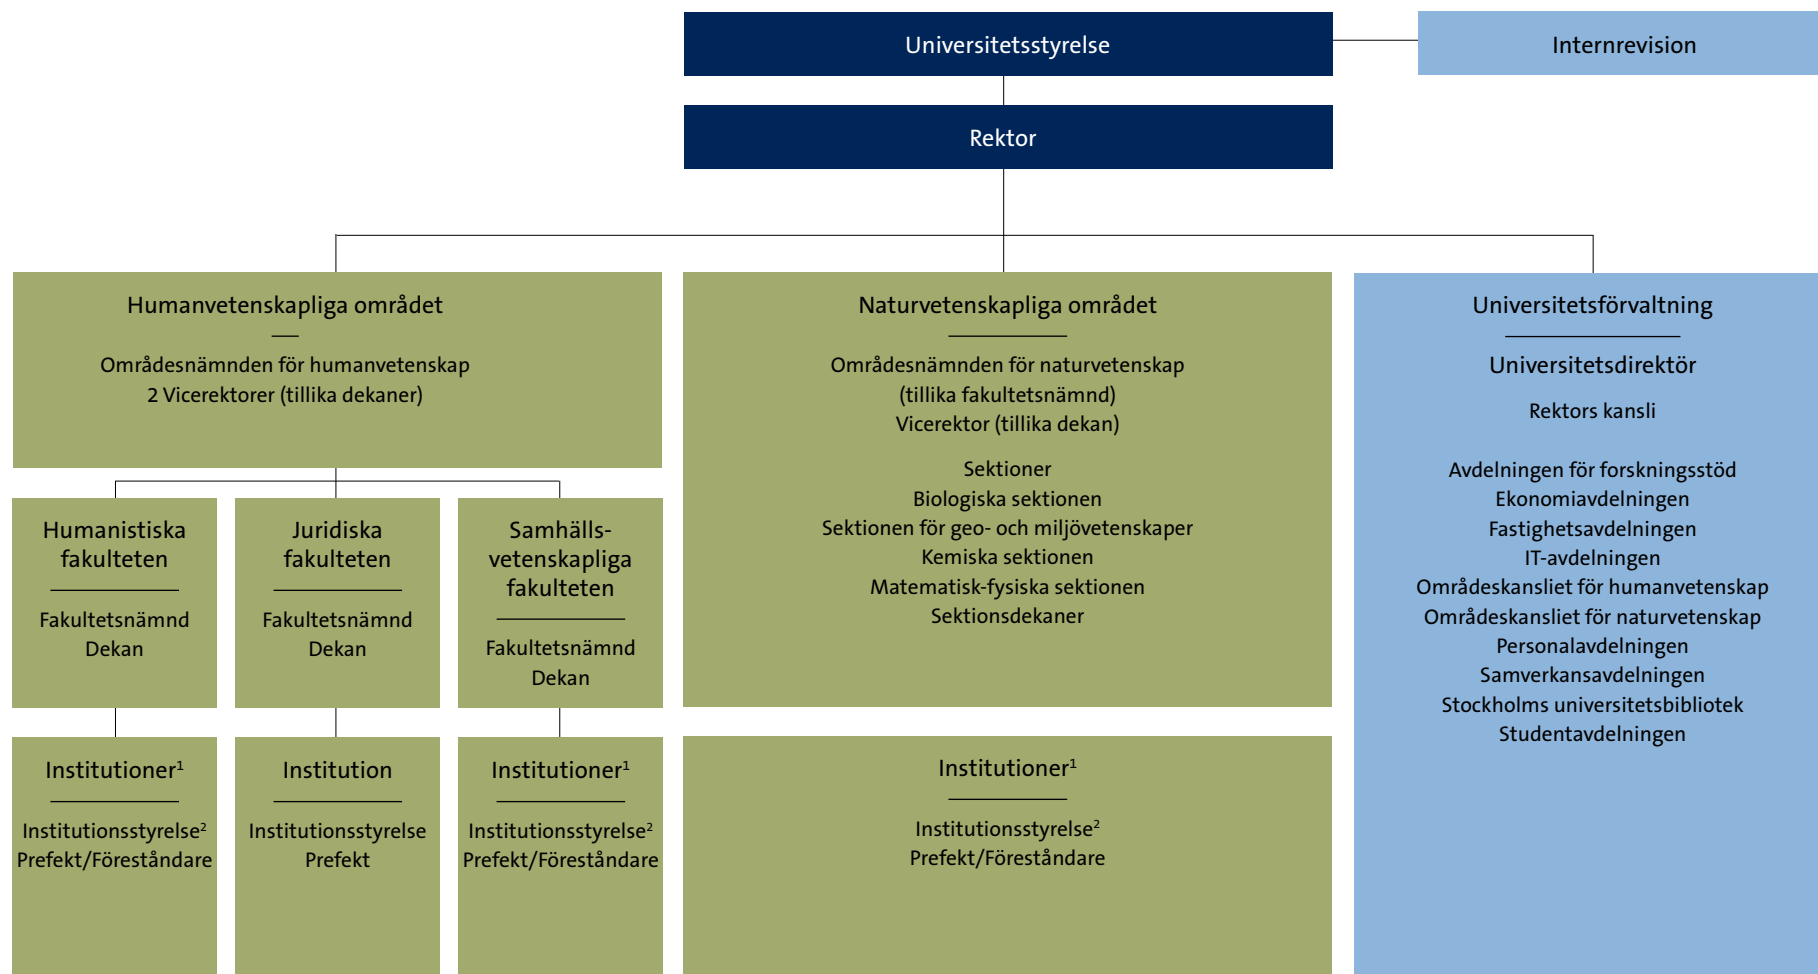 Universitetsstyrelse
Internrevision
Rektor
Humanvetenskapliga området
Områdesnämnden för humanvetenskap
2 Vicerektorer (tillika dekaner)
Humanistiska
fakulteten
Fakultetsnämnd
Dekan
Juridiska
fakulteten
Fakultetsnämnd
Dekan
Samhälls-
vetenskapliga
fakulteten
Fakultetsnämnd
Dekan
Institutioner¹
Institutionsstyrelse²
Prefekt/Föreståndare
Institution
Institutionsstyrelse
Prefekt
Institutioner¹
Institutionsstyrelse²
Prefekt/Föreståndare
Naturvetenskapliga området
Områdesnämnden för naturvetenskap
(tillika fakultetsnämnd)
Vicerektor (tillika dekan)
Sektioner
Biologiska sektionen
Sektionen för geo- och miljövetenskaper
Kemiska sektionen
Matematisk-fysiska sektionen
Sektionsdekaner
Institutioner¹
Institutionsstyrelse²
Prefekt/Föreståndare
Universitetsförvaltning
Universitetsdirektör
Rektors kansli
Avdelningen för forskningsstöd
Ekonomiavdelningen
Fastighetsavdelningen
IT-avdelningen
Områdeskansliet för humanvetenskap
Områdeskansliet för naturvetenskap
Personalavdelningen
Samverkansavdelningen
Stockholms universitetsbibliotek
Studentavdelningen